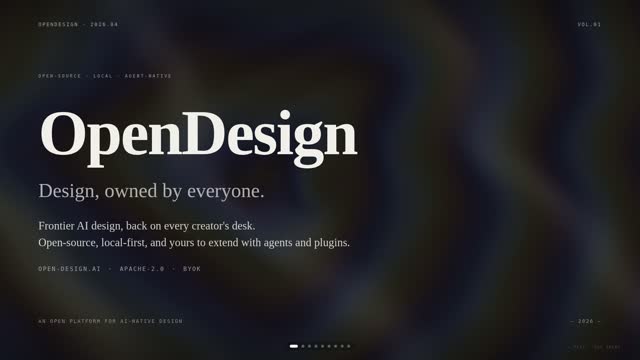 OPENDESIGN · 2026.04
VOL.01
OPEN-SOURCE · LOCAL · AGENT-NATIVE
OpenDesign
Design, owned by everyone.
Frontier AI design, back on every creator's desk.
Open-source, local-first, and yours to extend with agents and plugins.
OPEN-DESIGN.AI · APACHE-2.0 · BYOK
AN OPEN PLATFORM FOR AI-NATIVE DESIGN
— 2026 —